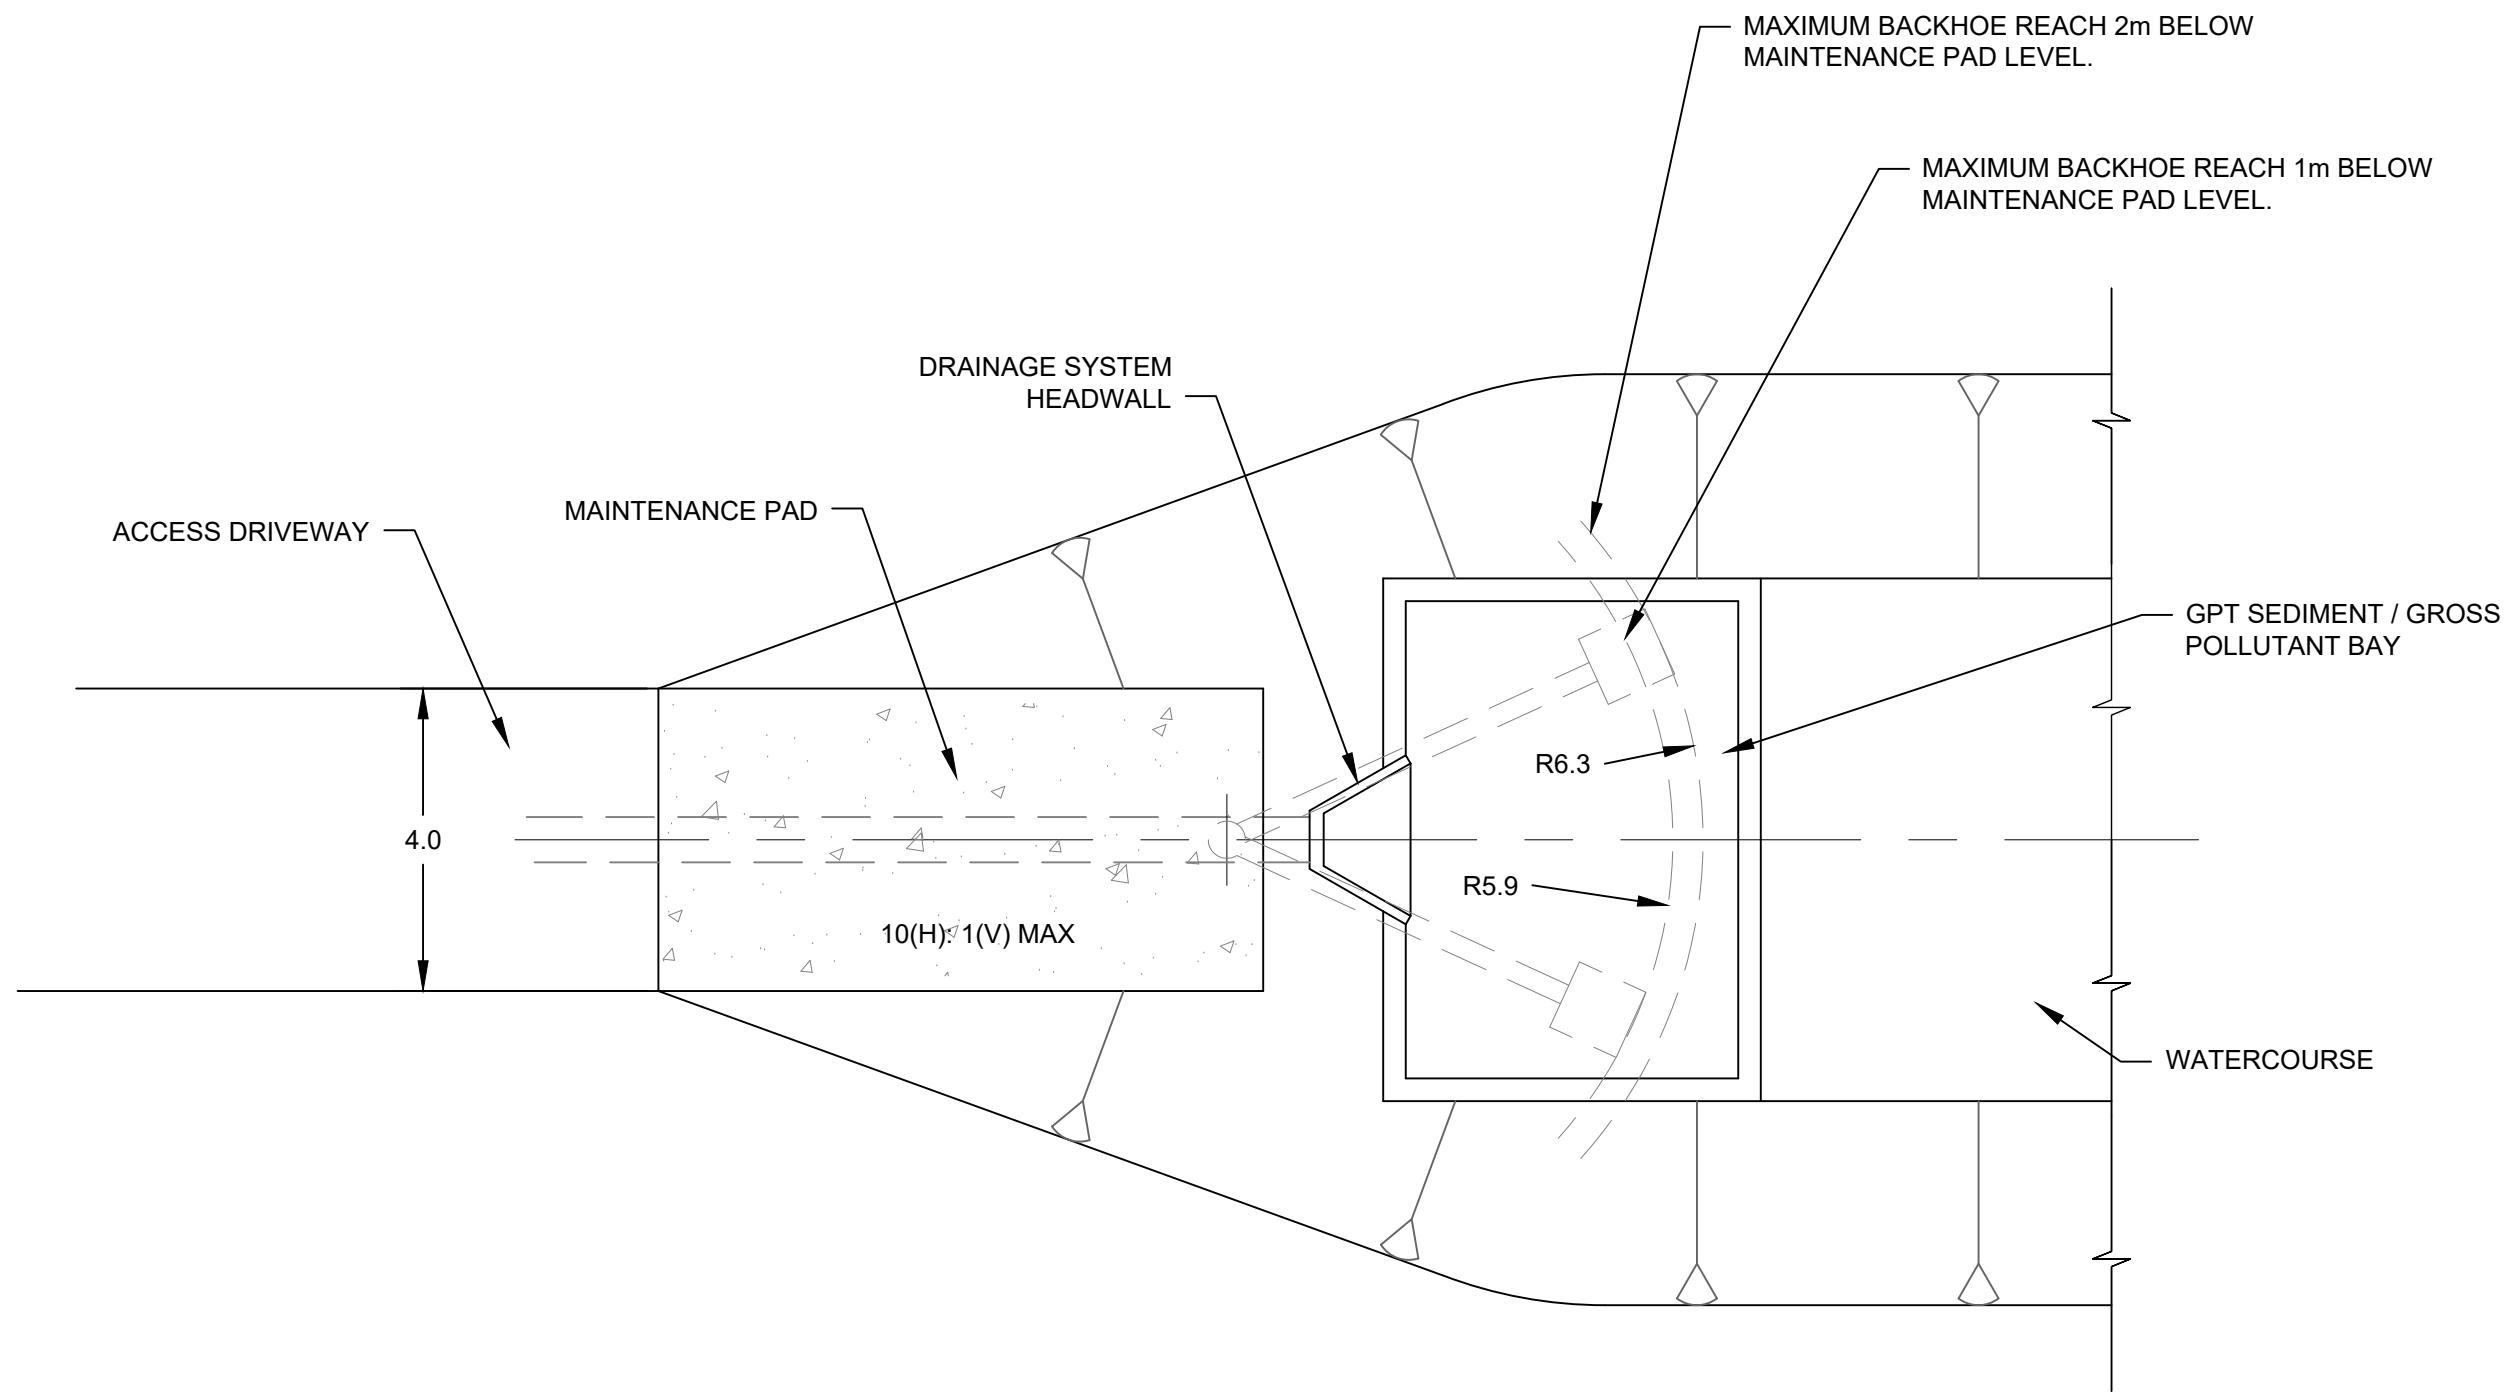 MAXIMUM BACKHOE REACH 2m BELOW
MAINTENANCE PAD LEVEL.
MAXIMUM BACKHOE REACH 1m BELOW
MAINTENANCE PAD LEVEL.
DRAINAGE SYSTEM
HEADWALL
MAINTENANCE PAD
ACCESS DRIVEWAY
GPT SEDIMENT / GROSS
POLLUTANT BAY
R6.3
4.0
R5.9
10(H): 1(V) MAX
WATERCOURSE